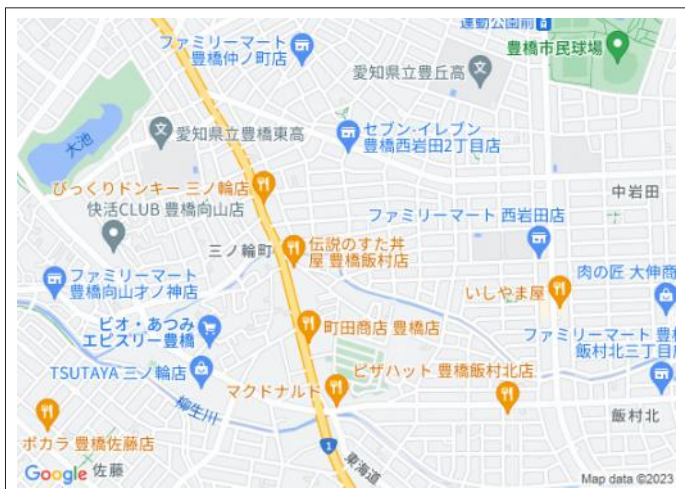 運動公園前
ファミリーマート
豊橋仲ノ町店
豊橋市民球場
愛知県立豊丘高
大池
愛知県立豊橋東高
セブン-イレブン
豊橋西岩田2丁目店
びっくりドンキー 三ノ輪店
中岩田
快活CLUB 豊橋向山店
ファミリーマート 西岩田店
三ノ輪町
伝説のすた丼
屋 豊橋飯村店
ファミリーマート
豊橋向山才ノ神店
肉の匠 大伸商
いしやま屋
ビオ・あつみ
エピスリー豊橋
町田商店 豊橋店
ファミリーマート 豊橋
飯村北三丁目店
TSUTAYA 三ノ輪店
ピザハット 豊橋飯村北店
マクドナルド
柳生川
飯村北
ポカラ 豊橋佐藤店
1
東海道
Google
佐藤
Map data ©2023